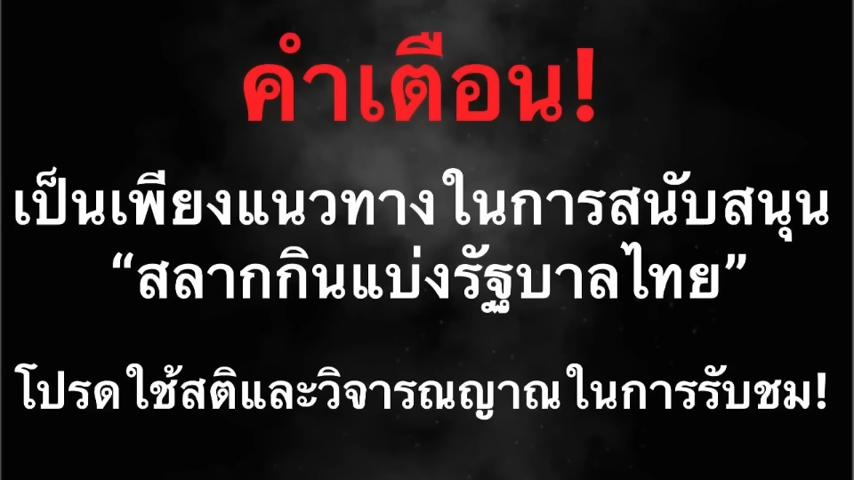 คำเตือน!
เป็นเพียงแนวทางในการสนับสนุน
“สลากกินแบ่งรัฐบาลไทย”
โปรดใช้สติและวิจารณญาณในการรับชม!